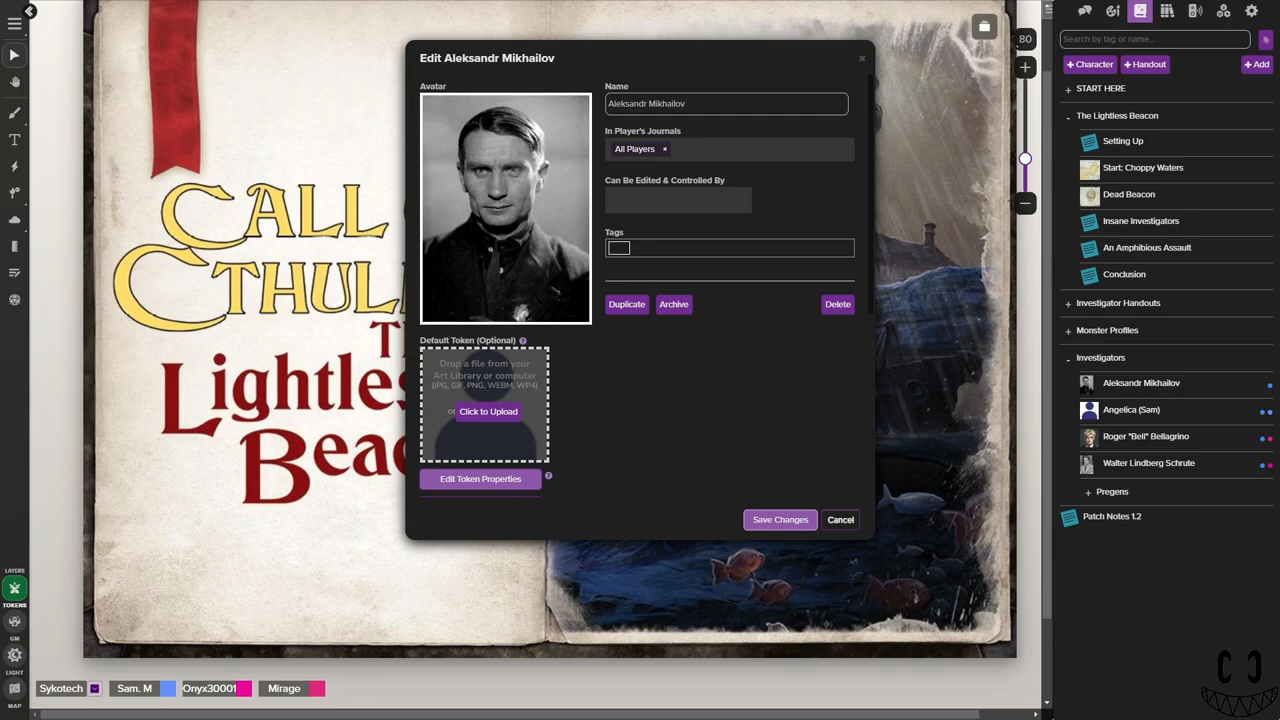 80
Search by tag or name...
+ Character
+ Handout
+ Add
+ START HERE
- The Lightless Beacon
Setting Up
Start: Choppy Waters
Dead Beacon
Insane Investigators
An Amphibious Assault
Conclusion
+ Investigator Handouts
+ Monster Profiles
- Investigators
Aleksandr Mikhailov
Angelica (Sam)
Roger "Bell" Bellagrino
Walter Lindberg Schrute
+ Pregens
Patch Notes 1.2
Edit Aleksandr Mikhailov
×
Avatar
Name
Aleksandr Mikhailov
In Player's Journals
All Players ×
Can Be Edited & Controlled By
Tags
Duplicate
Archive
Delete
Default Token (Optional) ?
Drop a file from your
Art Library or computer
(JPG, GIF, PNG, WEBM, WP4)
or Click to Upload
Edit Token Properties
?
Save Changes
Cancel
CALL
CTHUL
Lightles
Beac
LAYERS
TOKENS
GM
LIGHT
MAP
Sykotech
Sam. M
Onyx30001
Mirage